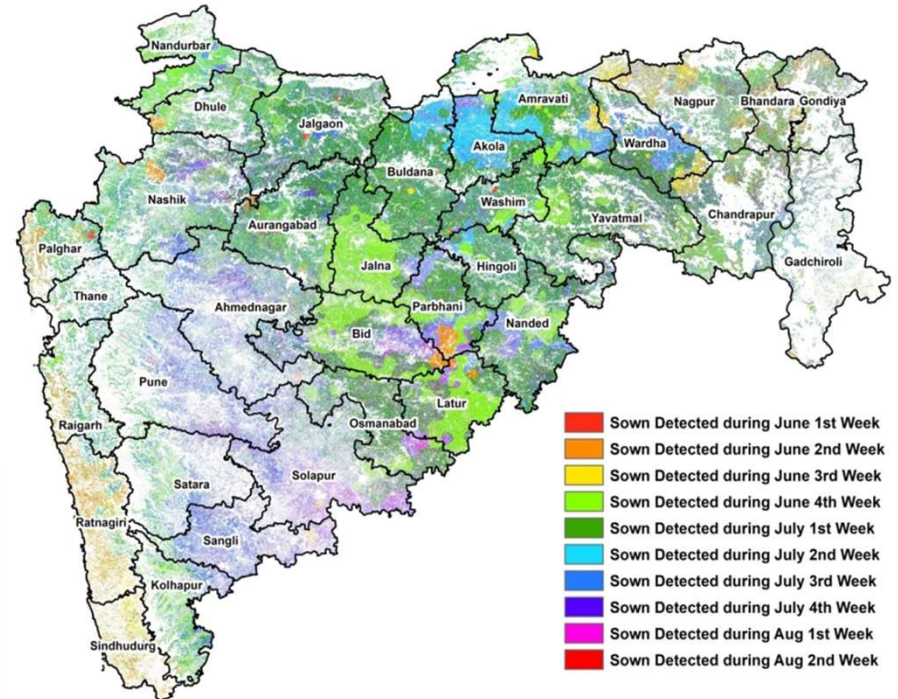 Nandurbar
Dhule
Jalgaon
Amravati
Nagpur
Bhandara
Gondiya
Akola
Wardha
Buldana
Nashik
Washim
Aurangabad
Yavatmal
Chandrapur
Palghar
Jalna
Hingoli
Gadchiroli
Thane
Ahmednagar
Parbhani
Nanded
Bid
Pune
Latur
Raigarh
Osmanabad
Solapur
Satara
Ratnagiri
Sangli
Kolhapur
Sindhudurg
Sown Detected during June 1st Week
Sown Detected during June 2nd Week
Sown Detected during June 3rd Week
Sown Detected during June 4th Week
Sown Detected during July 1st Week
Sown Detected during July 2nd Week
Sown Detected during July 3rd Week
Sown Detected during July 4th Week
Sown Detected during Aug 1st Week
Sown Detected during Aug 2nd Week